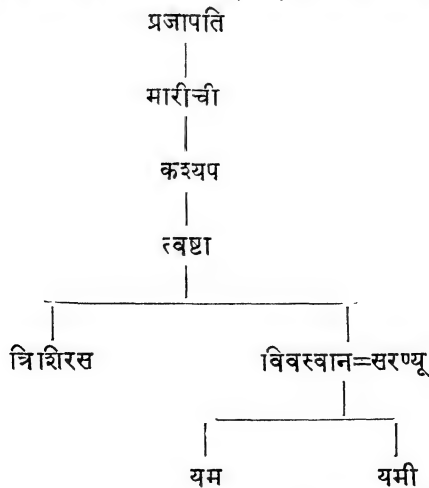 प्रजापति
मारीची
कश्यप
त्वष्टा
त्रिशिरस विवस्वान=सरण्यू
यम यमी